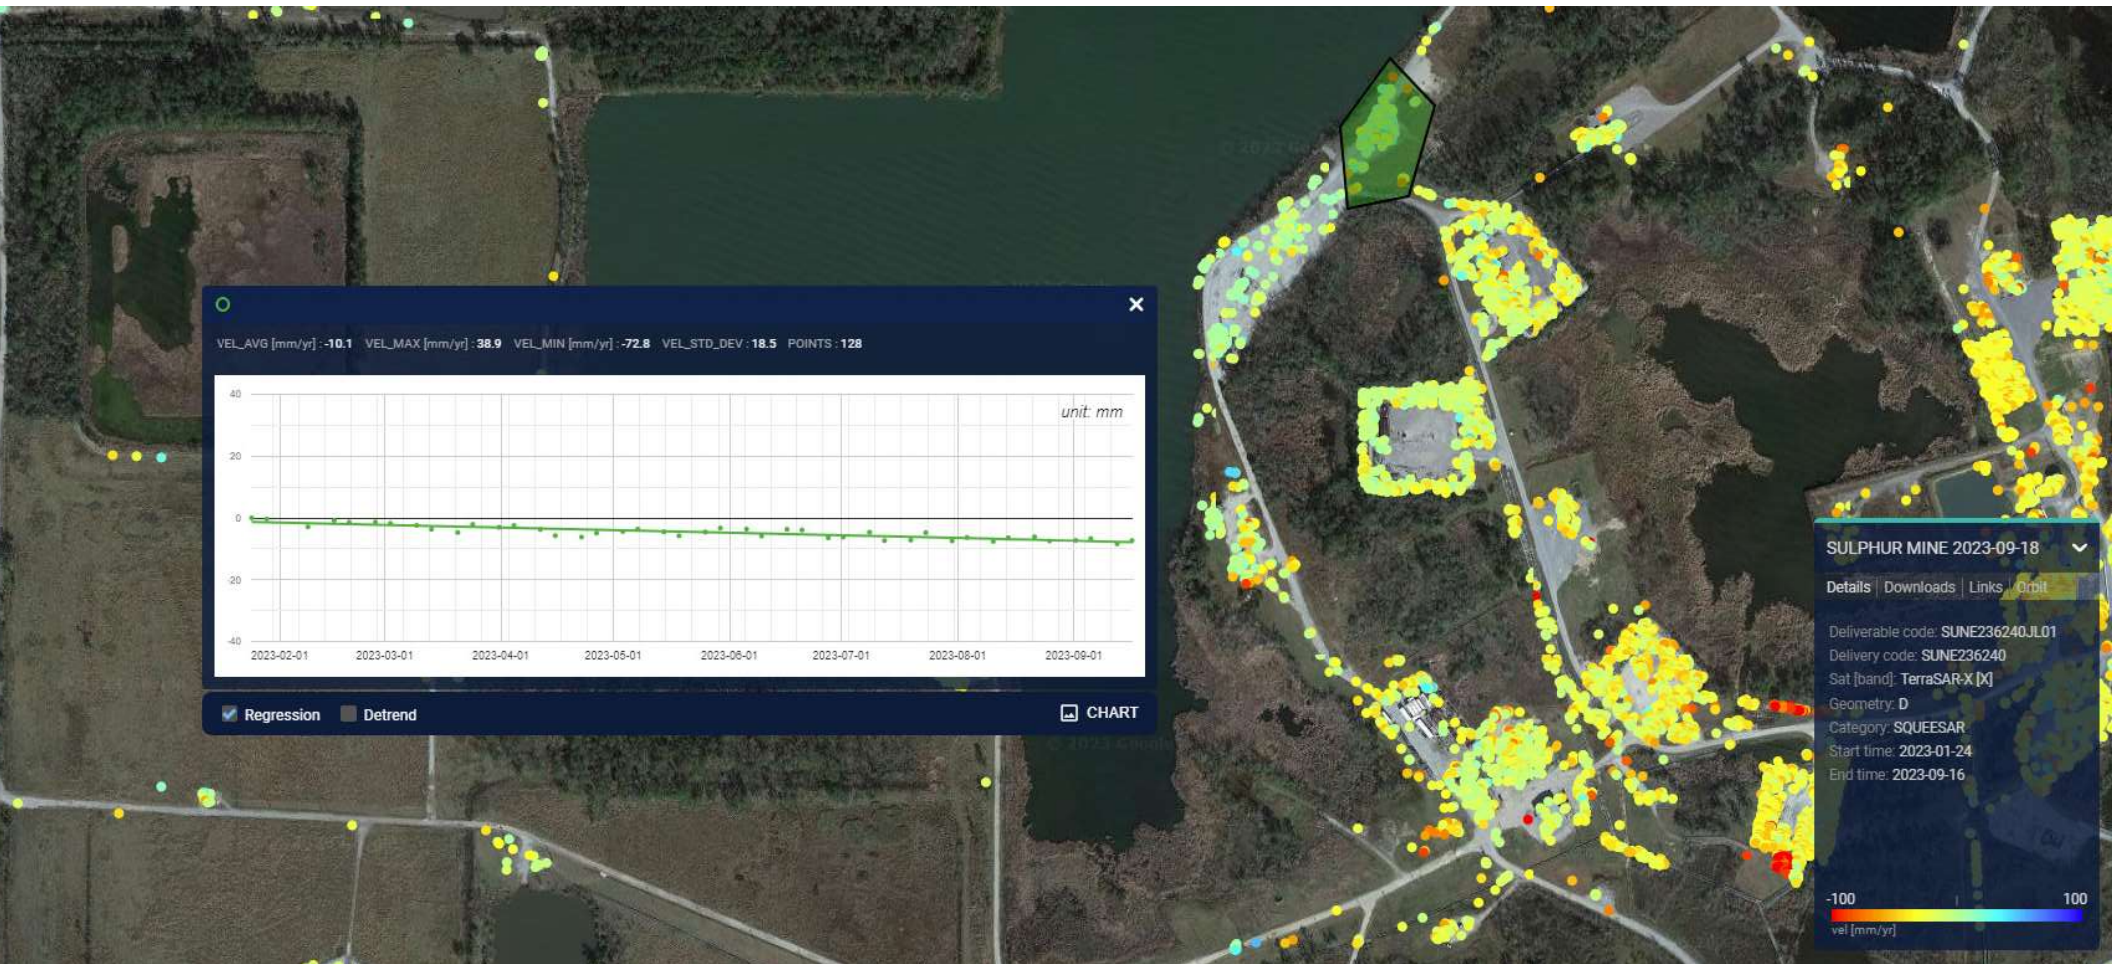 VEL_AVG [mm/yr] : -10.1 VEL_MAX [mm/yr] : 38.9 VEL_MIN [mm/yr] : -72.8 VEL_STD_DEV : 18.5 POINTS : 128
unit: mm
40
20
0
-20
-40
2023-02-01 2023-03-01 2023-04-01 2023-05-01 2023-06-01 2023-07-01 2023-08-01 2023-09-01
Regression Detrend CHART
SULPHUR MINE 2023-09-18
Details | Downloads | Links | Orbit
Deliverable code: SUNE236240JL01
Delivery code: SUNE236240
Sat [band]: TerraSAR-X [X]
Geometry: D
Category: SQUEESAR
Start time: 2023-01-24
End time: 2023-09-16
-100 100
vel [mm/yr]